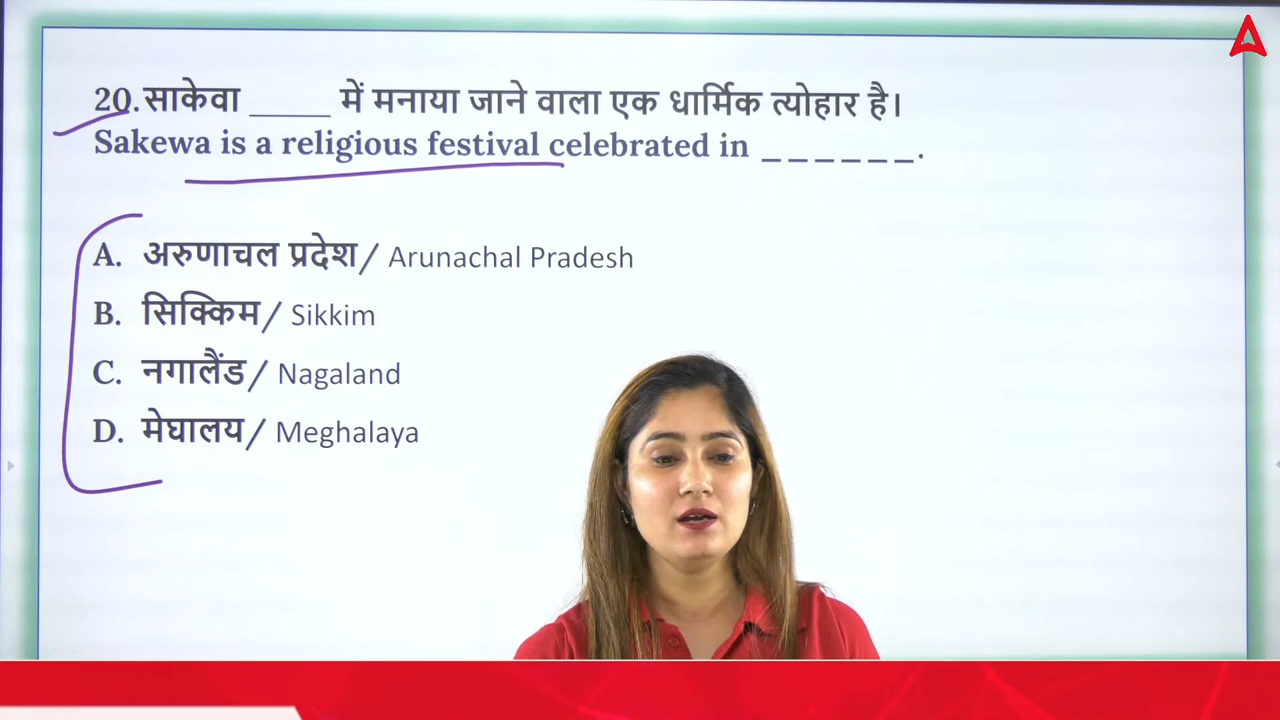 20.साकेवा _____ में मनाया जाने वाला एक धार्मिक त्योहार है।
Sakewa is a religious festival celebrated in ______.
A. अरुणाचल प्रदेश/ Arunachal Pradesh
B. सिक्किम/ Sikkim
C. नगालैंड/ Nagaland
D. मेघालय/ Meghalaya